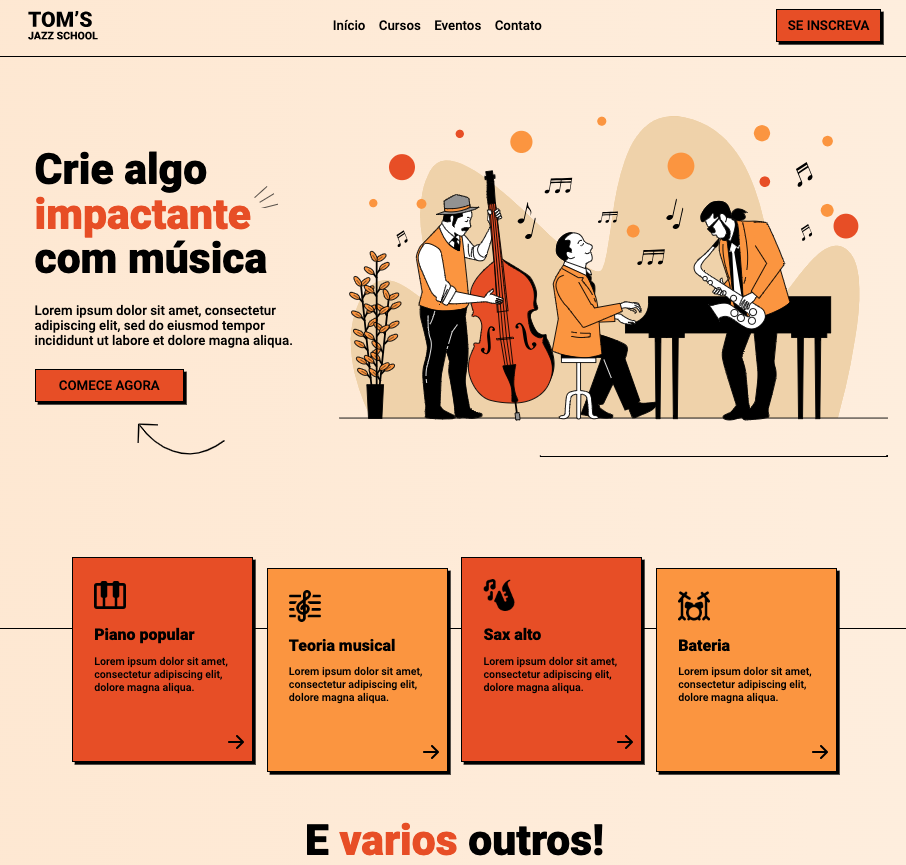 TOM'S
JAZZ SCHOOL
Início Cursos Eventos Contato
SE INSCREVA
Crie algo
impactante
com música
Lorem ipsum dolor sit amet, consectetur
adipiscing elit, sed do eiusmod tempor
incididunt ut labore et dolore magna aliqua.
COMECE AGORA
Piano popular
Lorem ipsum dolor sit amet,
consectetur adipiscing elit,
dolore magna aliqua.
Teoria musical
Lorem ipsum dolor sit amet,
consectetur adipiscing elit,
dolore magna aliqua.
Sax alto
Lorem ipsum dolor sit amet,
consectetur adipiscing elit,
dolore magna aliqua.
Bateria
Lorem ipsum dolor sit amet,
consectetur adipiscing elit,
dolore magna aliqua.
E varios outros!